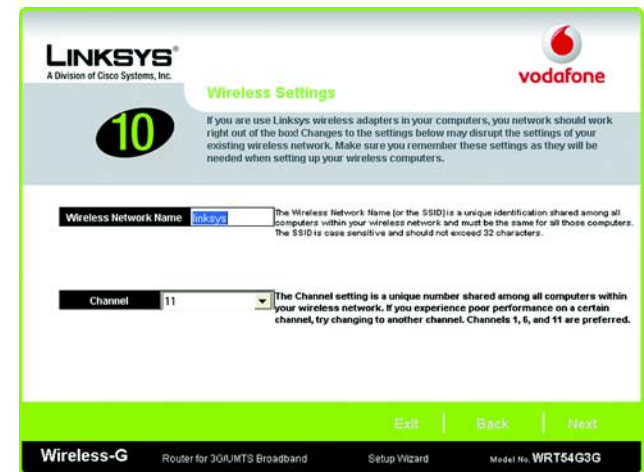 LINKSYS®
A Division of Cisco Systems, Inc.
vodafone
Wireless Settings
10
If you are use Linksys wireless adapters in your computers, you network should work
right out of the box! Changes to the settings below may disrupt the settings of your
existing wireless network. Make sure you remember these settings as they will be
needed when setting up your wireless computers.
Wireless Network Name linksys
The Wireless Network Name (or the SSID) is a unique identification shared among all
computers within your wireless network and must be the same for all those computers.
The SSID is case sensitive and should not exceed 32 characters.
Channel 11
The Channel setting is a unique number shared among all computers within
your wireless network. If you experience poor performance on a certain
channel, try changing to another channel. Channels 1, 6, and 11 are preferred.
Exit Back Next
Wireless-G Router for 3G/UMTS Broadband Setup Wizard Model No. WRT54G3G